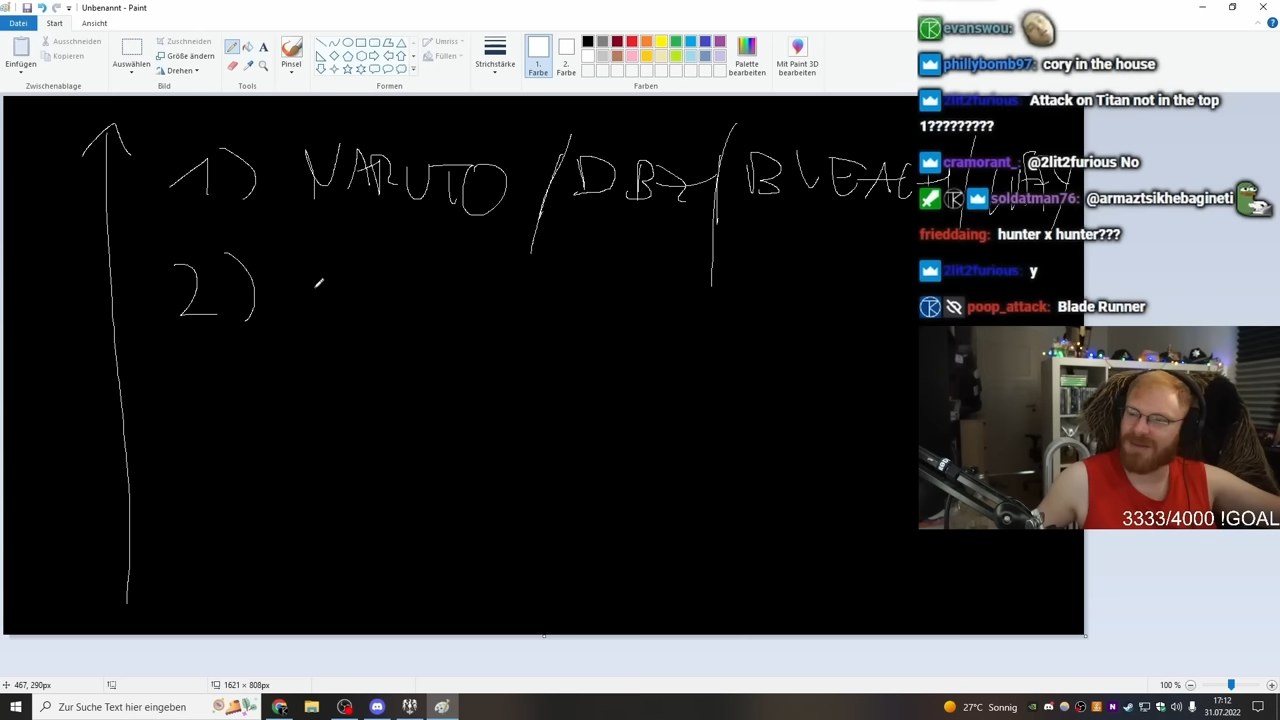 Unbenannt - Paint
Datei
Start
Ansicht
Einfügen
Ausschneiden
Kopieren
Zwischenablage
Auswählen
Zuschneiden
Größe ändern
Drehen
Bild
A
Pinsel
Tools
Umriss
Füllen
Formen
Strichstärke
1.
Farbe
2.
Farbe
Palette
bearbeiten
Mit Paint 3D
bearbeiten
Farben
1) NARUTO / DBZ / BLEACH /
2)
evanswou:
phillybomb97: cory in the house
2lit2furious: Attack on Titan not in the top
1?????????
cramorant_: @2lit2furious No
soldatman76: @armaztsikhebagineti
frieddaing: hunter x hunter???
2lit2furious: y
poop_attack: Blade Runner
3333/4000 !GOAL
467, 290px
1621 × 808px
100 %
Zur Suche Text hier eingeben
27°C Sonnig
17:12
31.07.2022